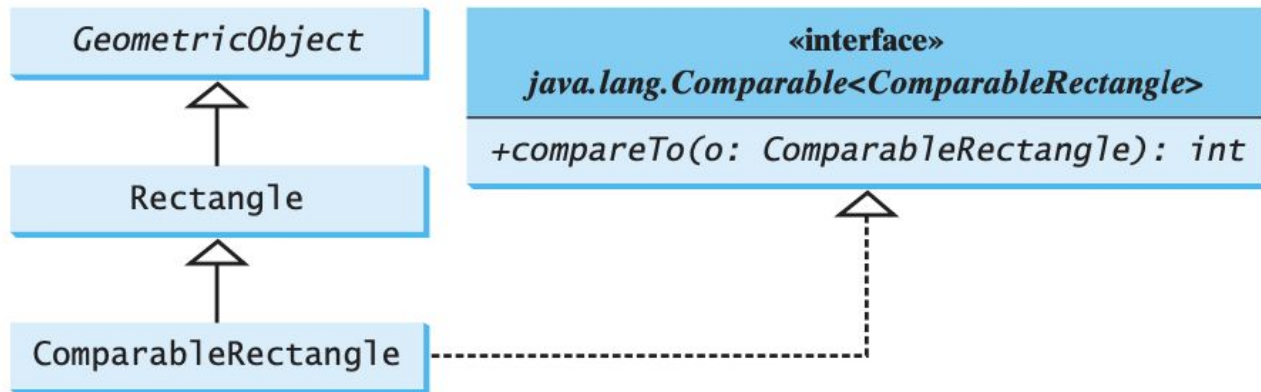 GeometricObject
Rectangle
ComparableRectangle
«interface»
java.lang.Comparable<ComparableRectangle>
+compareTo(o: ComparableRectangle): int